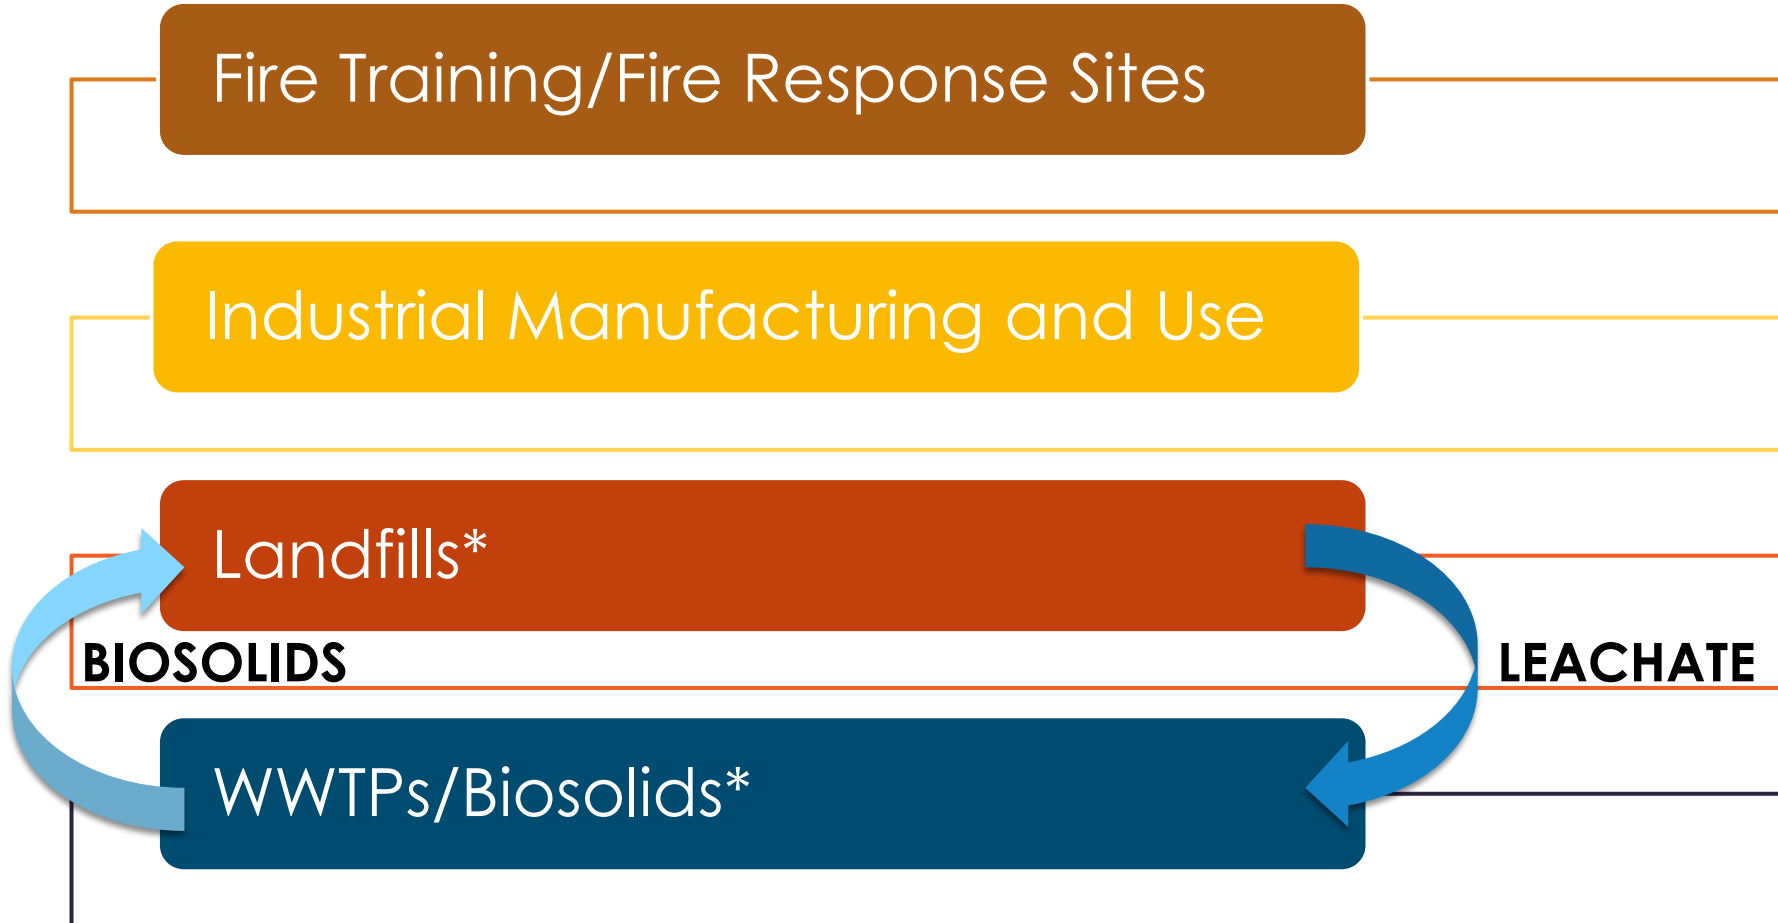 Fire Training/Fire Response Sites
Industrial Manufacturing and Use
Landfills*
BIOSOLIDS
LEACHATE
WWTPs/Biosolids*